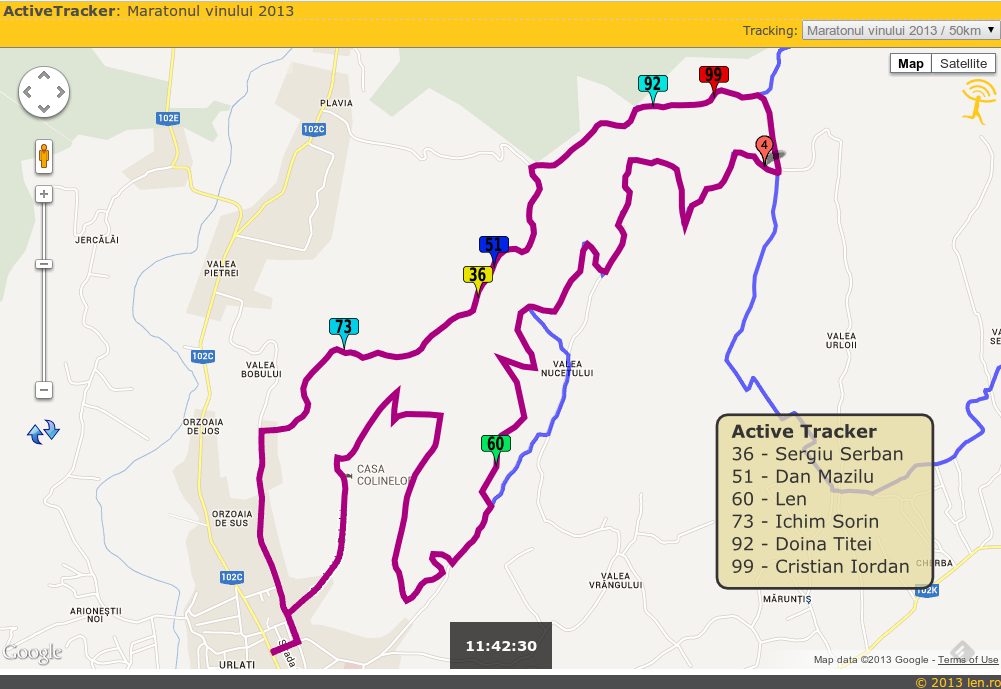 ActiveTracker: Maratonul vinului 2013
Tracking: Maratonul vinului 2013 / 50km
Map Satellite
92
99
102E
PLAVIA
102C
4
JERCĂLĂI
VALEA
PIETREI
51
36
73
102C
VALEA
BOBULUI
VALEA
NUCETULUI
VALEA
URLOII
ORZOAIA
DE JOS
60
CASA
ORZOAIA
DE SUS
Active Tracker
36 - Sergiu Serban
51 - Dan Mazilu
60 - Len
73 - Ichim Sorin
92 - Doina Titei
99 - Cristian Iordan
102C
VALEA
VRÂNGULUI
102K
MĂRUNȚIȘ
ARIONEȘTII
NOI
11:42:30
Google
URLATI
Map data ©2013 Google - Terms of Use
© 2013 len.ro